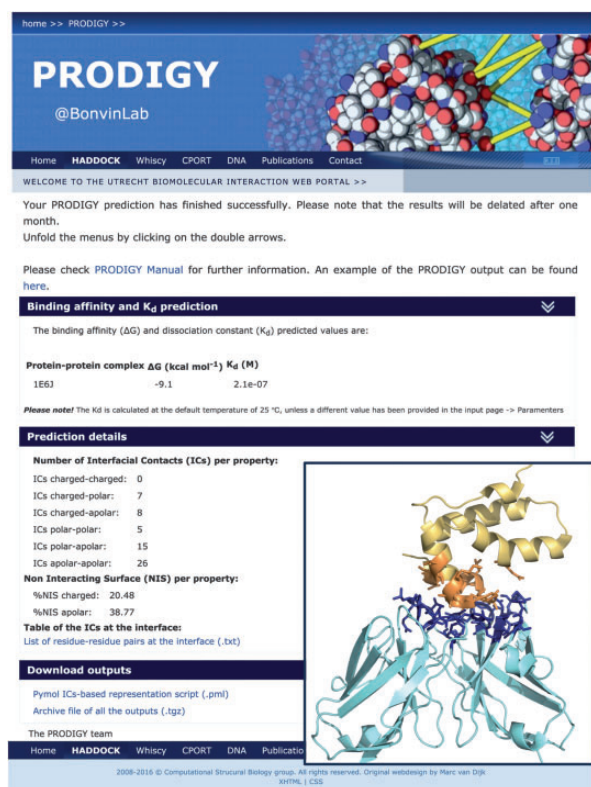 home >> PRODIGY >>
PRODIGY
@BonvinLab
Home HADDOCK Whiscy CPORT DNA Publications Contact
WELCOME TO THE UTRECHT BIOMOLECULAR INTERACTION WEB PORTAL >>
Your PRODIGY prediction has finished successfully. Please note that the results will be delated after one
month.
Unfold the menus by clicking on the double arrows.
Please check PRODIGY Manual for further information. An example of the PRODIGY output can be found
here.
Binding affinity and Kd prediction
The binding affinity (ΔG) and dissociation constant (Kd) predicted values are:
Protein-protein complex ΔG (kcal mol⁻¹) Kd (M)
1E6J -9.1 2.1e-07
Please note! The Kd is calculated at the default temperature of 25 °C, unless a different value has been provided in the input page -> Paramenters
Prediction details
Number of Interfacial Contacts (ICs) per property:
ICs charged-charged: 0
ICs charged-polar: 7
ICs charged-apolar: 8
ICs polar-polar: 5
ICs polar-apolar: 15
ICs apolar-apolar: 26
Non Interacting Surface (NIS) per property:
%NIS charged: 20.48
%NIS apolar: 38.77
Table of the ICs at the interface:
List of residue-residue pairs at the interface (.txt)
Download outputs
Pymol ICs-based representation script (.pml)
Archive file of all the outputs (.tgz)
The PRODIGY team
Home HADDOCK Whiscy CPORT DNA Publicatio
2008-2016 © Computational Strucural Biology group. All rights reserved. Original webdesign by Marc van Dijk
XHTML | CSS